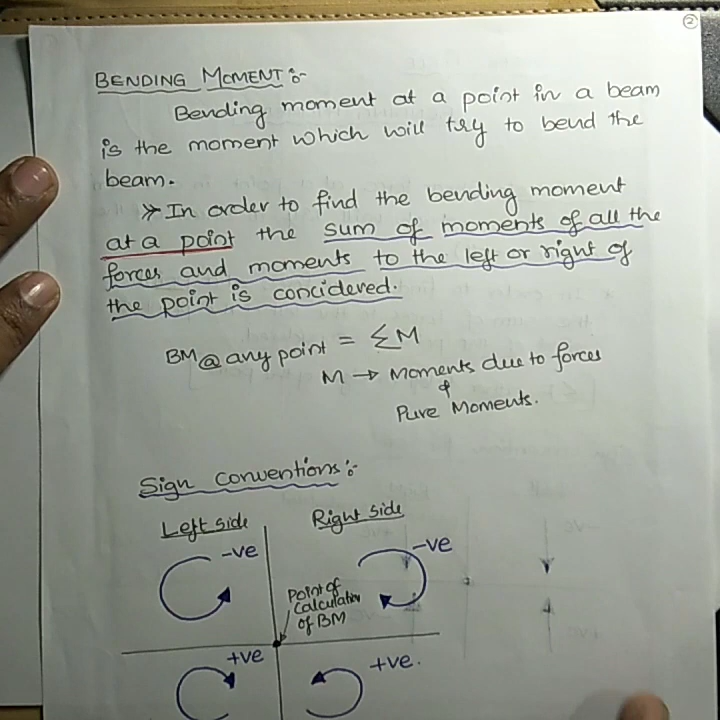 ②
BENDING MOMENT :-
Bending moment at a point in a beam
is the moment which will try to bend the
beam.
➢ In order to find the bending moment
at a point the sum of moments of all the
forces and moments to the left or right of
the point is concidered.
BM@ any point = ΣM
M → Moments due to forces
&
Pure Moments.
Sign Conventions :-
Left side Right side
-ve -ve
Point of
Calculation
of BM
+ve +ve.